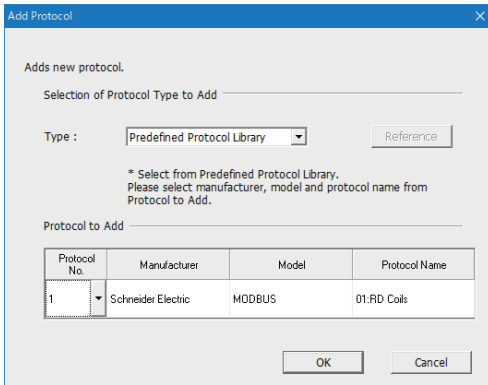 Add Protocol
Adds new protocol.
Selection of Protocol Type to Add
Type : Predefined Protocol Library Reference
* Select from Predefined Protocol Library.
Please select manufacturer, model and protocol name from
Protocol to Add.
Protocol to Add
Protocol No. Manufacturer Model Protocol Name
1 Schneider Electric MODBUS 01:RD Coils
OK Cancel